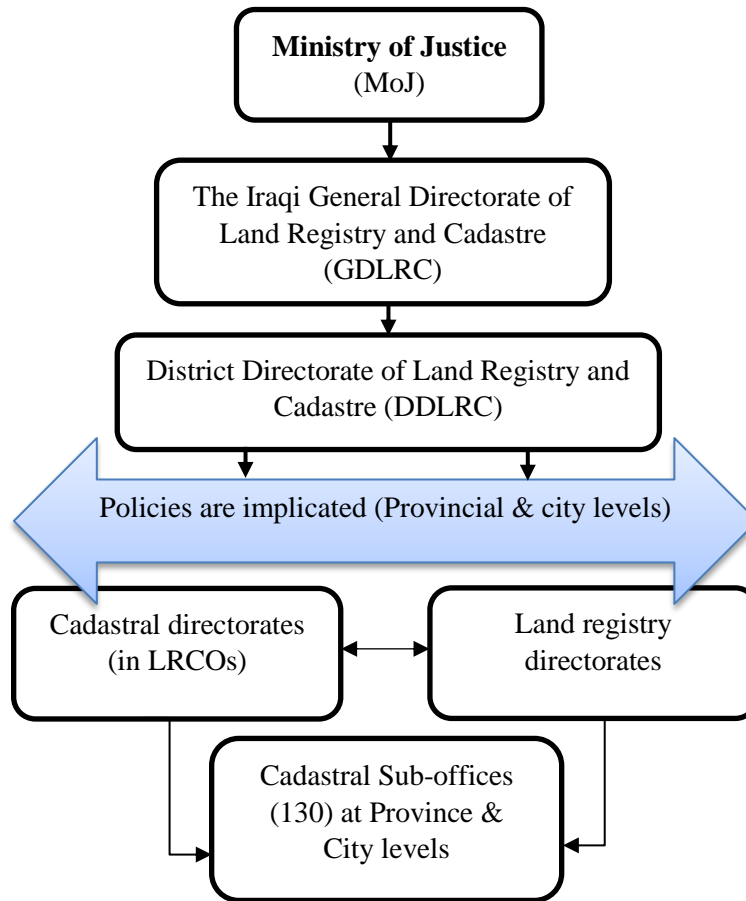 Ministry of Justice
(MoJ)
The Iraqi General Directorate of
Land Registry and Cadastre
(GDLRC)
District Directorate of Land Registry and
Cadastre (DDLRC)
Policies are implicated (Provincial & city levels)
Cadastral directorates
(in LRCOs)
Land registry
directorates
Cadastral Sub-offices
(130) at Province &
City levels